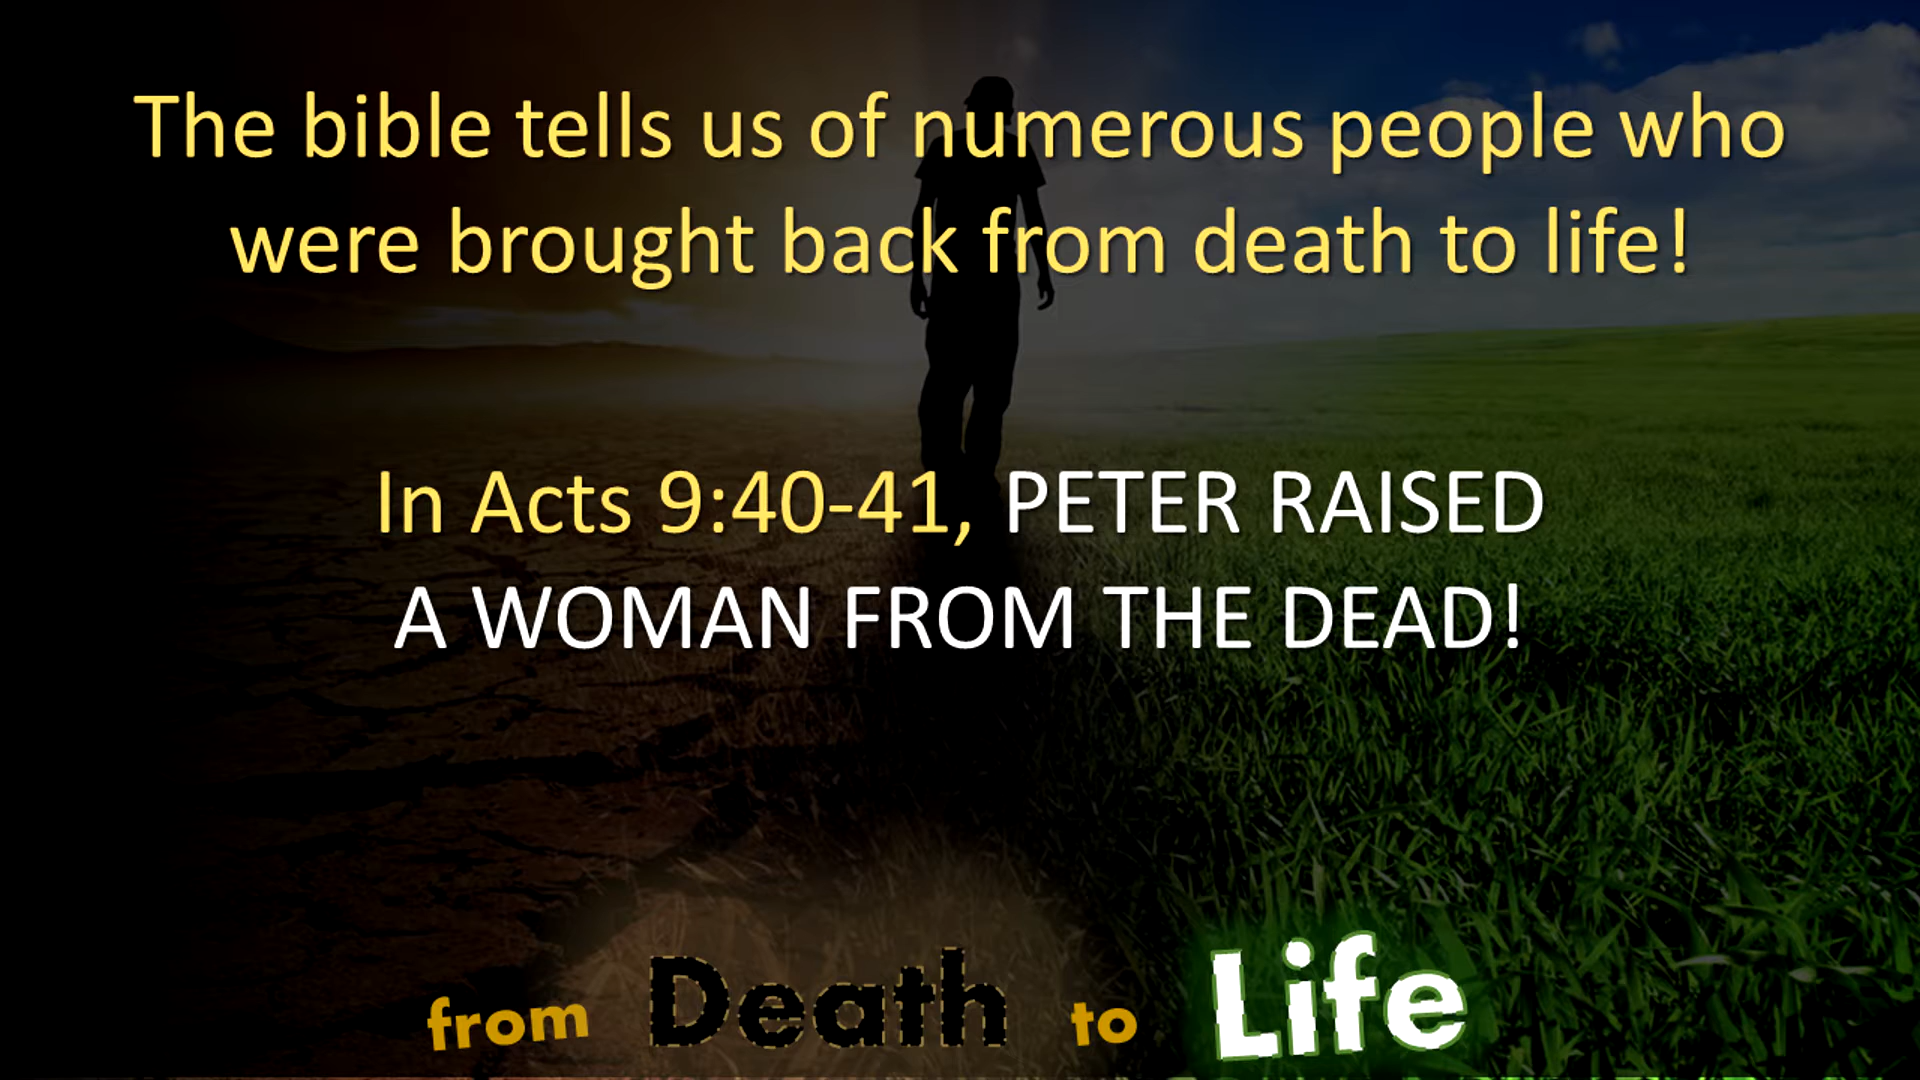 The bible tells us of numerous people who
were brought back from death to life!
In Acts 9:40-41, PETER RAISED
A WOMAN FROM THE DEAD!
from Death to Life